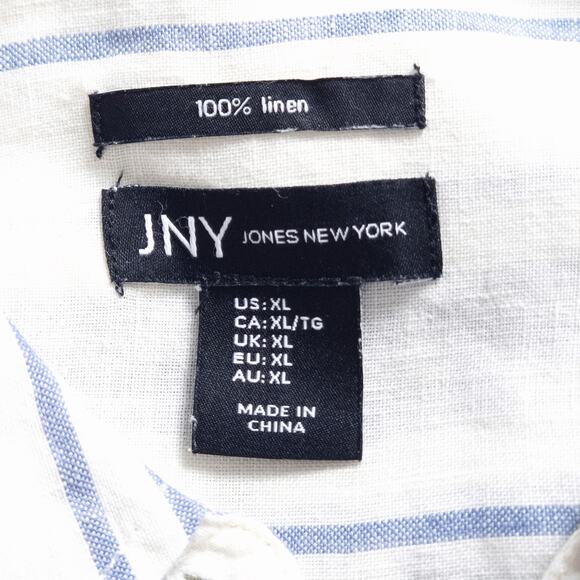 100% linen
JNY JONES NEW YORK
US: XL
CA: XL/TG
UK: XL
EU: XL
AU: XL
MADE IN
CHINA